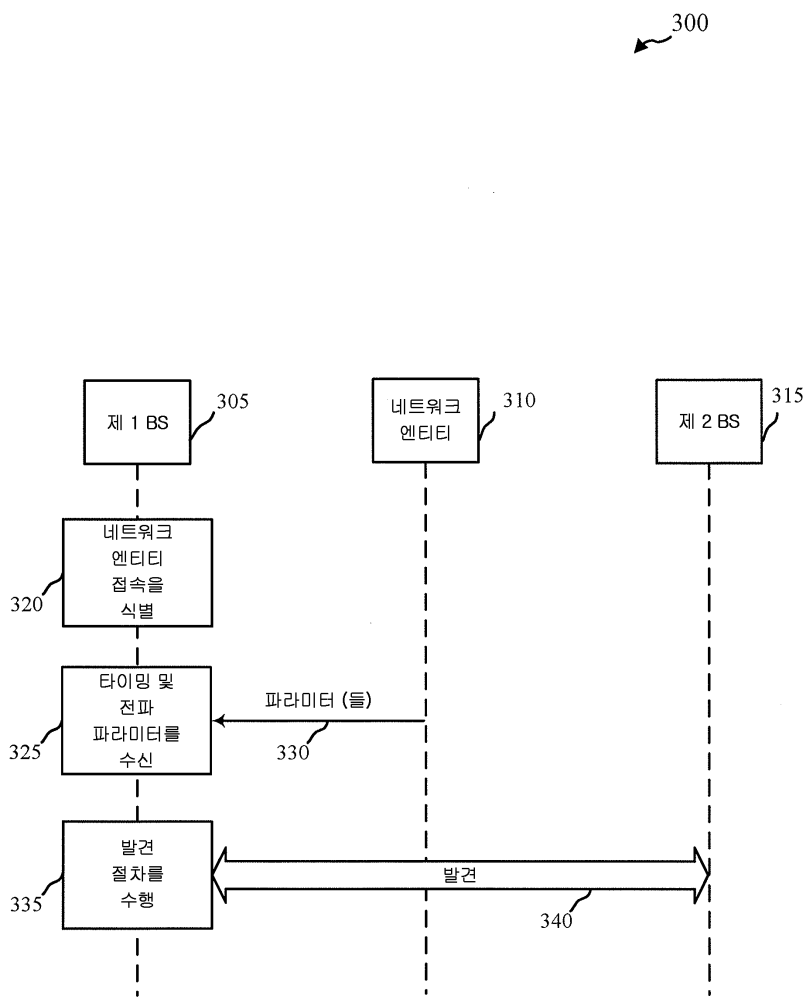 300
제 1 BS
305
네트워크
엔티티
310
제 2 BS
315
네트워크
엔티티
접속을
식별
320
타이밍 및
전파
파라미터를
수신
325
파라미터 (들)
330
발견
절차를
수행
335
발견
340